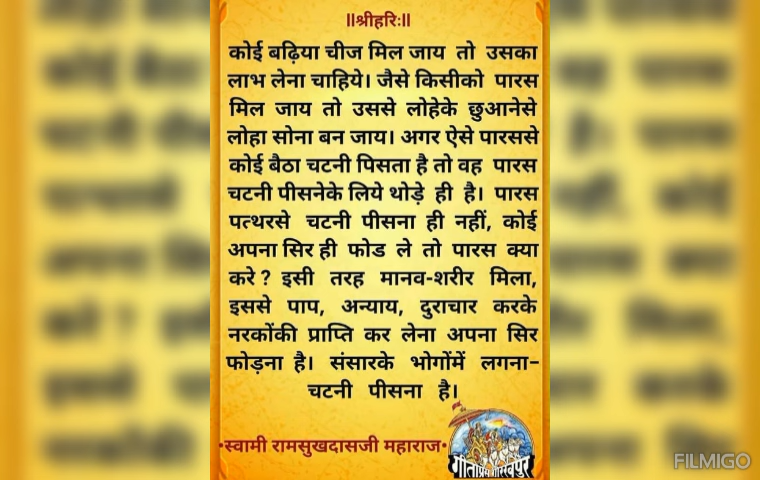 ॥श्रीहरिः॥
कोई बढ़िया चीज मिल जाय तो उसका
लाभ लेना चाहिये। जैसे किसीको पारस
मिल जाय तो उससे लोहेके छुआनेसे
लोहा सोना बन जाय। अगर ऐसे पारससे
कोई बैठा चटनी पिसता है तो वह पारस
चटनी पीसनेके लिये थोड़े ही है। पारस
पत्थरसे चटनी पीसना ही नहीं, कोई
अपना सिर ही फोड ले तो पारस क्या
करे ? इसी तरह मानव-शरीर मिला,
इससे पाप, अन्याय, दुराचार करके
नरकोंकी प्राप्ति कर लेना अपना सिर
फोड़ना है। संसारके भोगोंमें लगना–
चटनी पीसना है।
•स्वामी रामसुखदासजी महाराज•
गीताप्रेस गोरखपुर
FILMIGO